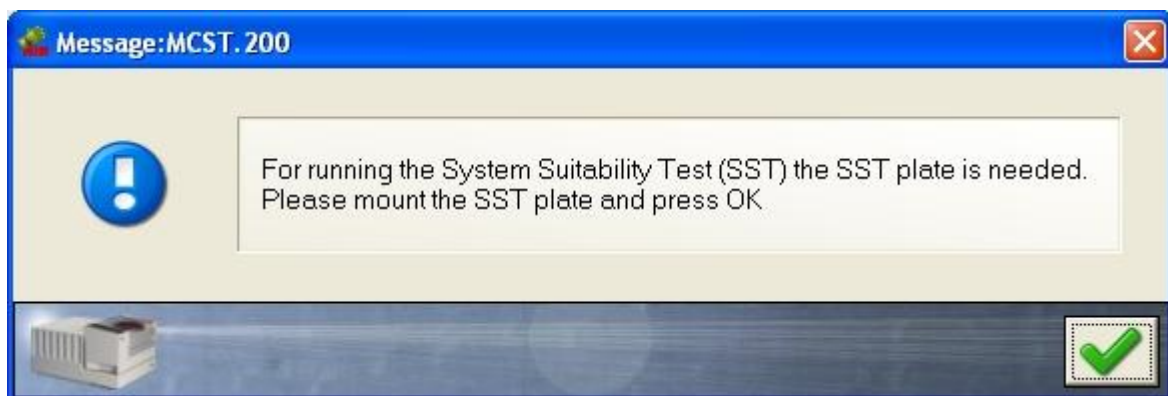 Message:MCST.200
For running the System Suitability Test (SST) the SST plate is needed.
Please mount the SST plate and press OK